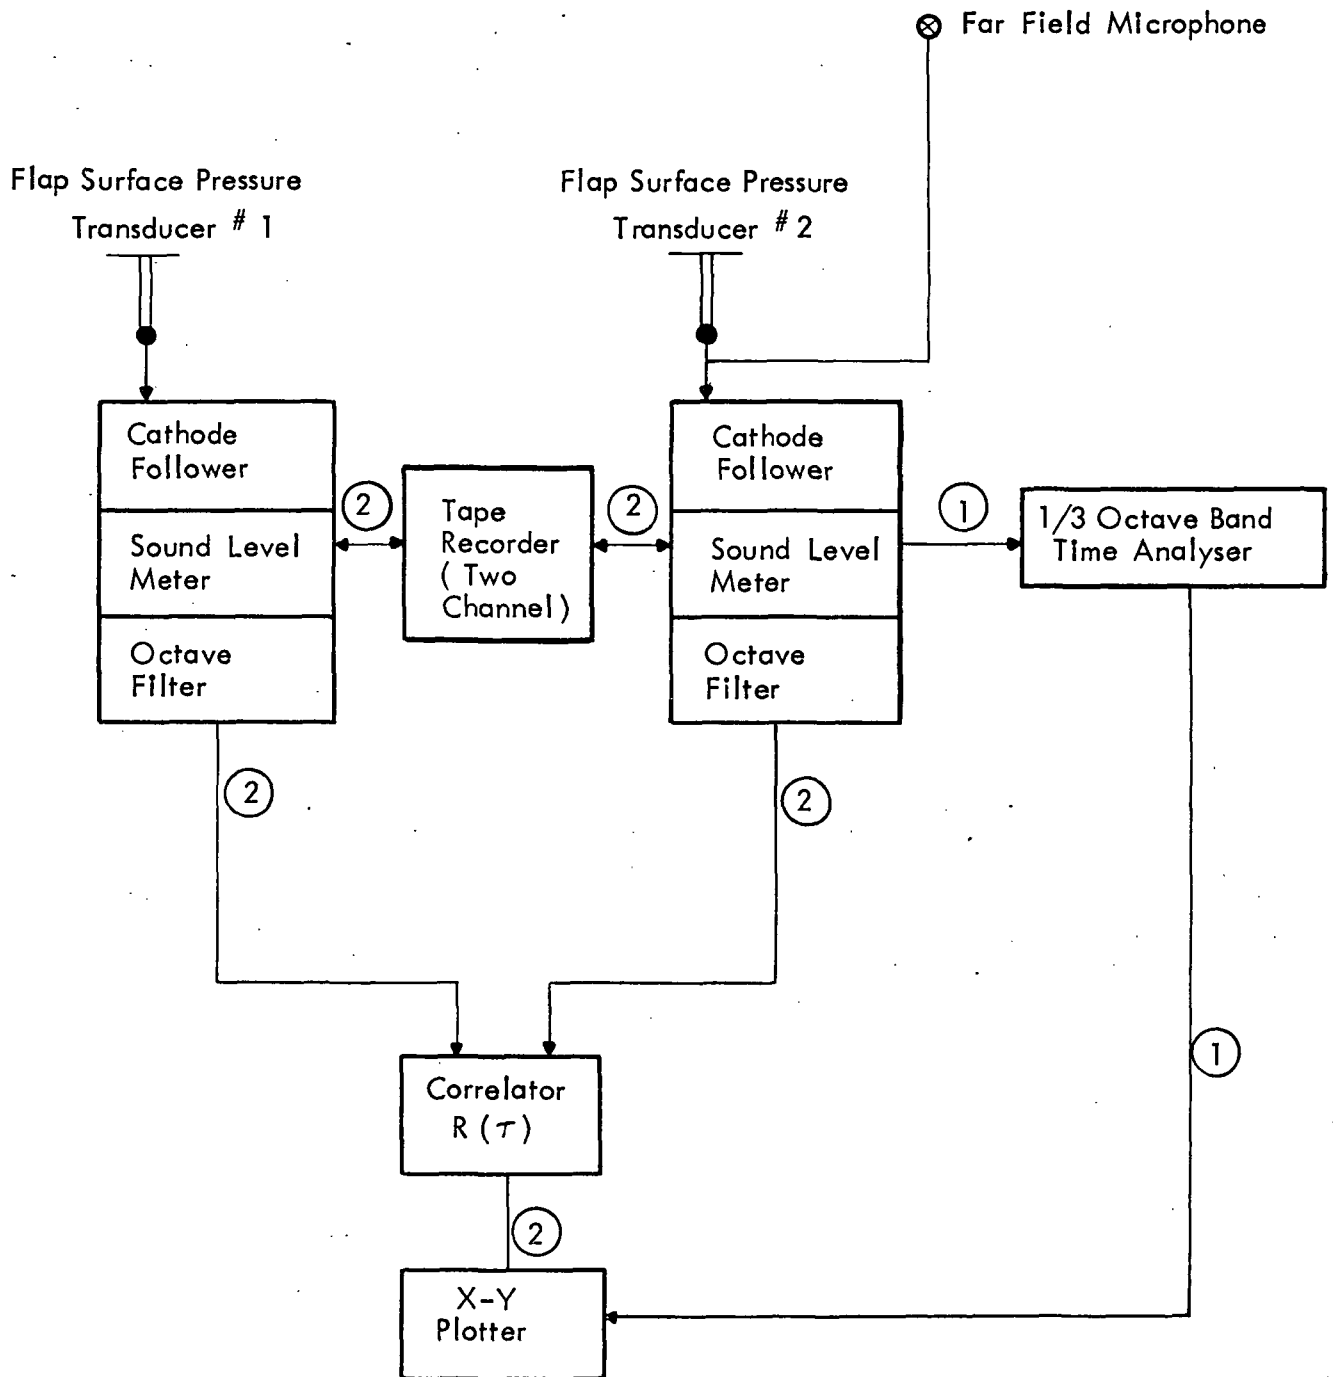 Far Field Microphone
Flap Surface Pressure
Transducer # 1
Flap Surface Pressure
Transducer # 2
Cathode
Follower
Sound Level
Meter
Octave
Filter
2
Tape
Recorder
( Two
Channel )
2
Cathode
Follower
Sound Level
Meter
Octave
Filter
1
1/3 Octave Band
Time Analyser
2
2
Correlator
R ( τ )
1
2
X-Y
Plotter